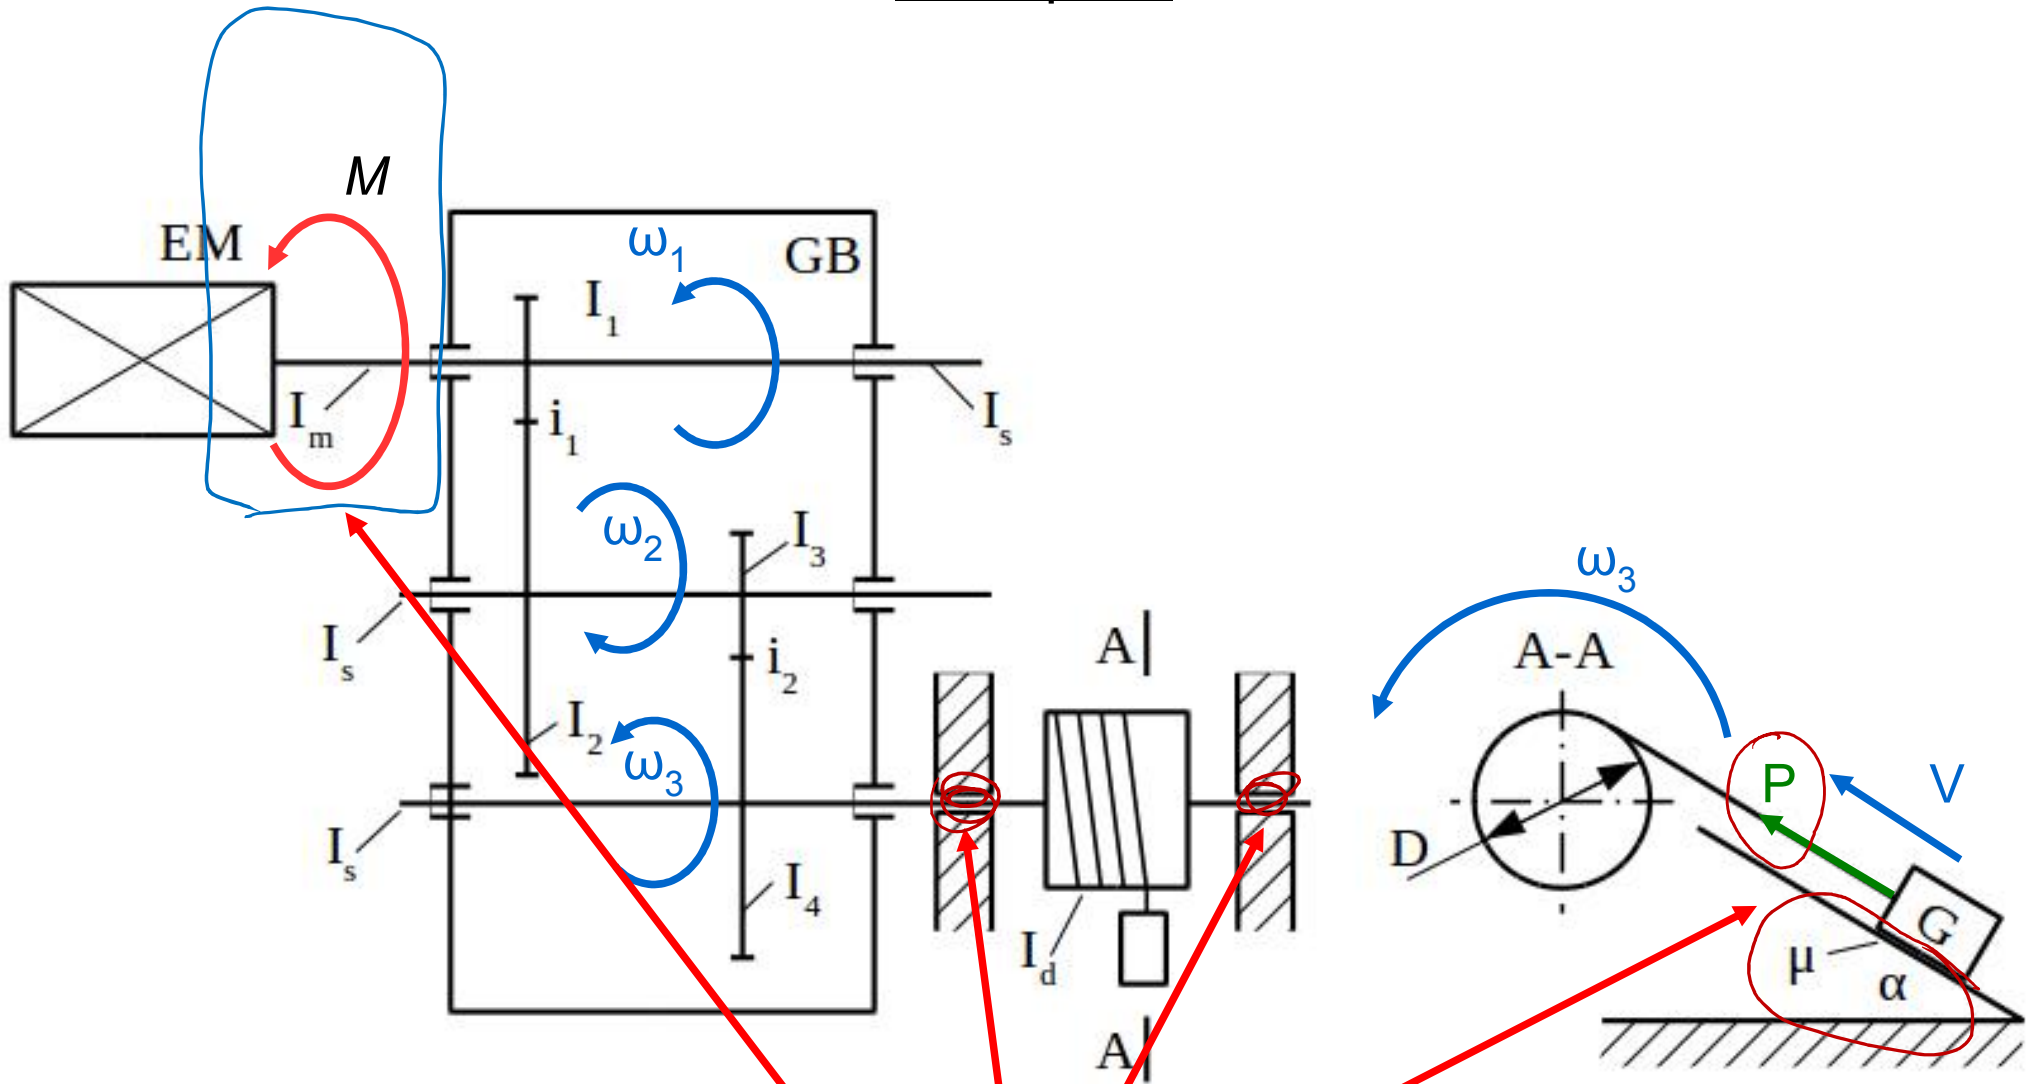 M
EM
ω1
GB
I1
Im
i1
Is
ω2
I3
Is
i2
I2
ω3
Is
I4
Id
A
A
ω3
A-A
P
V
D
G
μ
α